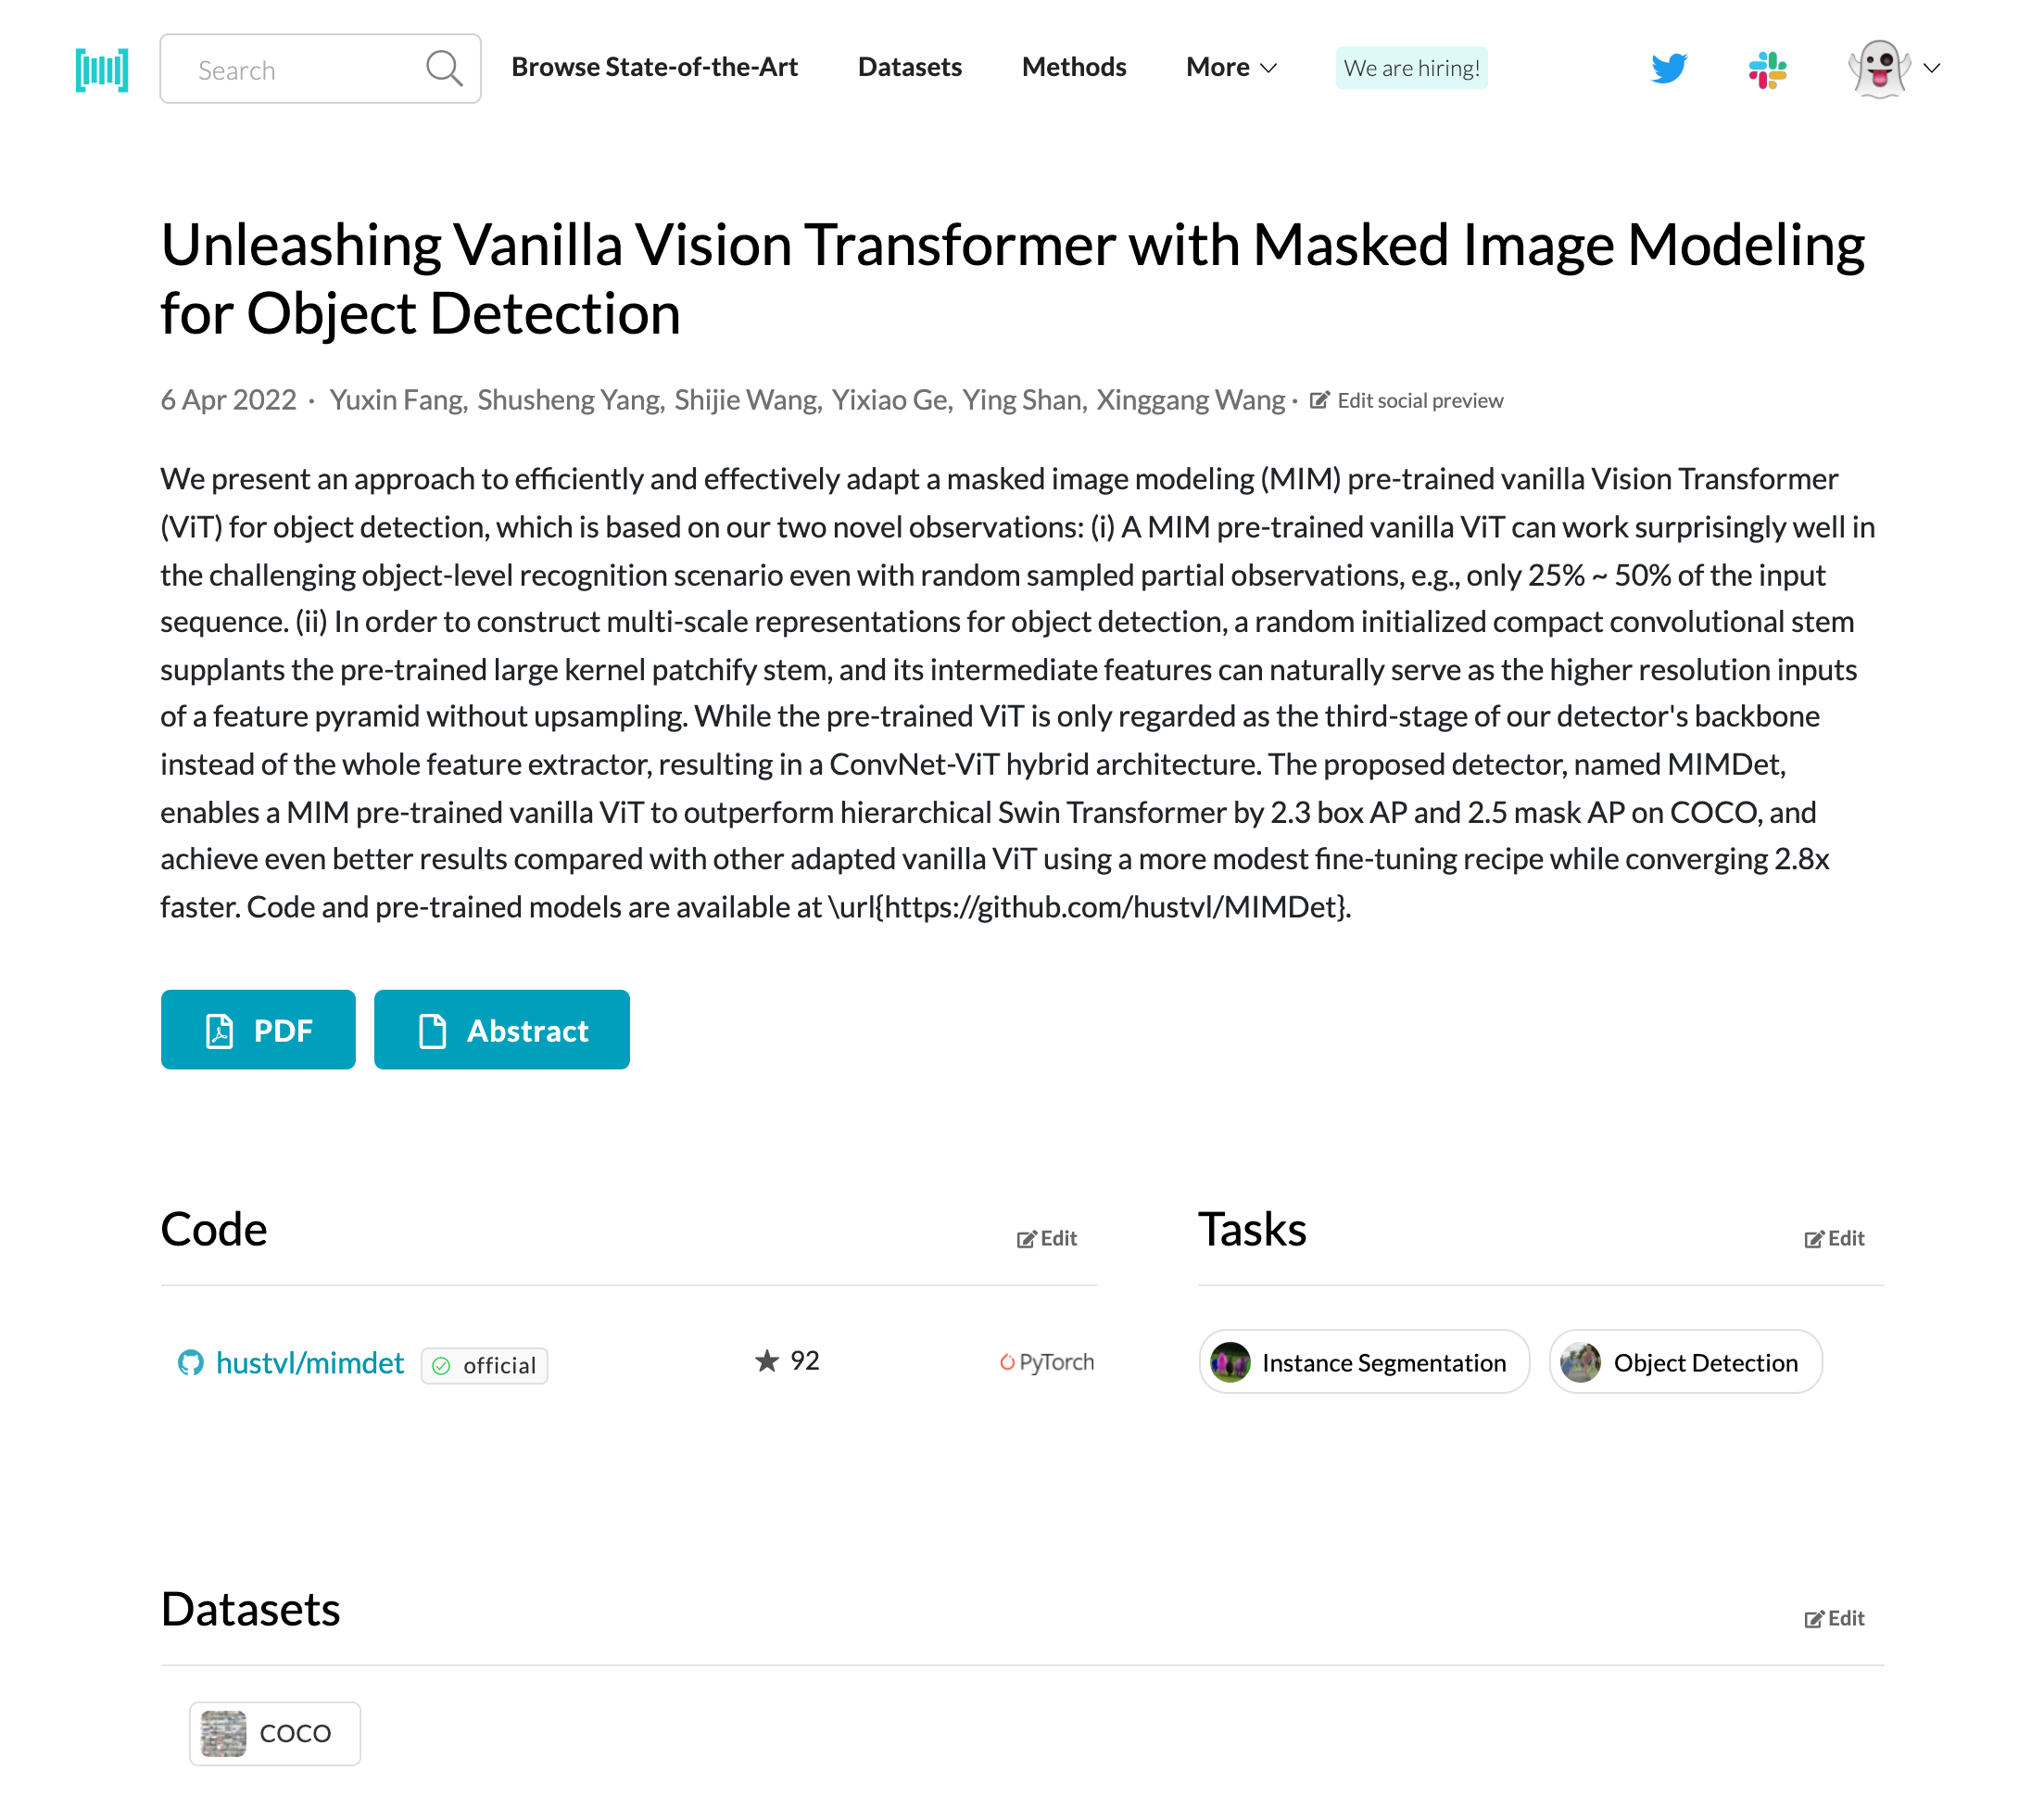 Search
Browse State-of-the-Art
Datasets
Methods
More
We are hiring!
Unleashing Vanilla Vision Transformer with Masked Image Modeling
for Object Detection
6 Apr 2022 · Yuxin Fang, Shusheng Yang, Shijie Wang, Yixiao Ge, Ying Shan, Xinggang Wang · Edit social preview
We present an approach to efficiently and effectively adapt a masked image modeling (MIM) pre-trained vanilla Vision Transformer
(ViT) for object detection, which is based on our two novel observations: (i) A MIM pre-trained vanilla ViT can work surprisingly well in
the challenging object-level recognition scenario even with random sampled partial observations, e.g., only 25% ~ 50% of the input
sequence. (ii) In order to construct multi-scale representations for object detection, a random initialized compact convolutional stem
supplants the pre-trained large kernel patchify stem, and its intermediate features can naturally serve as the higher resolution inputs
of a feature pyramid without upsampling. While the pre-trained ViT is only regarded as the third-stage of our detector's backbone
instead of the whole feature extractor, resulting in a ConvNet-ViT hybrid architecture. The proposed detector, named MIMDet,
enables a MIM pre-trained vanilla ViT to outperform hierarchical Swin Transformer by 2.3 box AP and 2.5 mask AP on COCO, and
achieve even better results compared with other adapted vanilla ViT using a more modest fine-tuning recipe while converging 2.8x
faster. Code and pre-trained models are available at \url{https://github.com/hustvl/MIMDet}.
PDF
Abstract
Code
Edit
hustvl/mimdet
official
92
PyTorch
Tasks
Edit
Instance Segmentation
Object Detection
Datasets
Edit
COCO